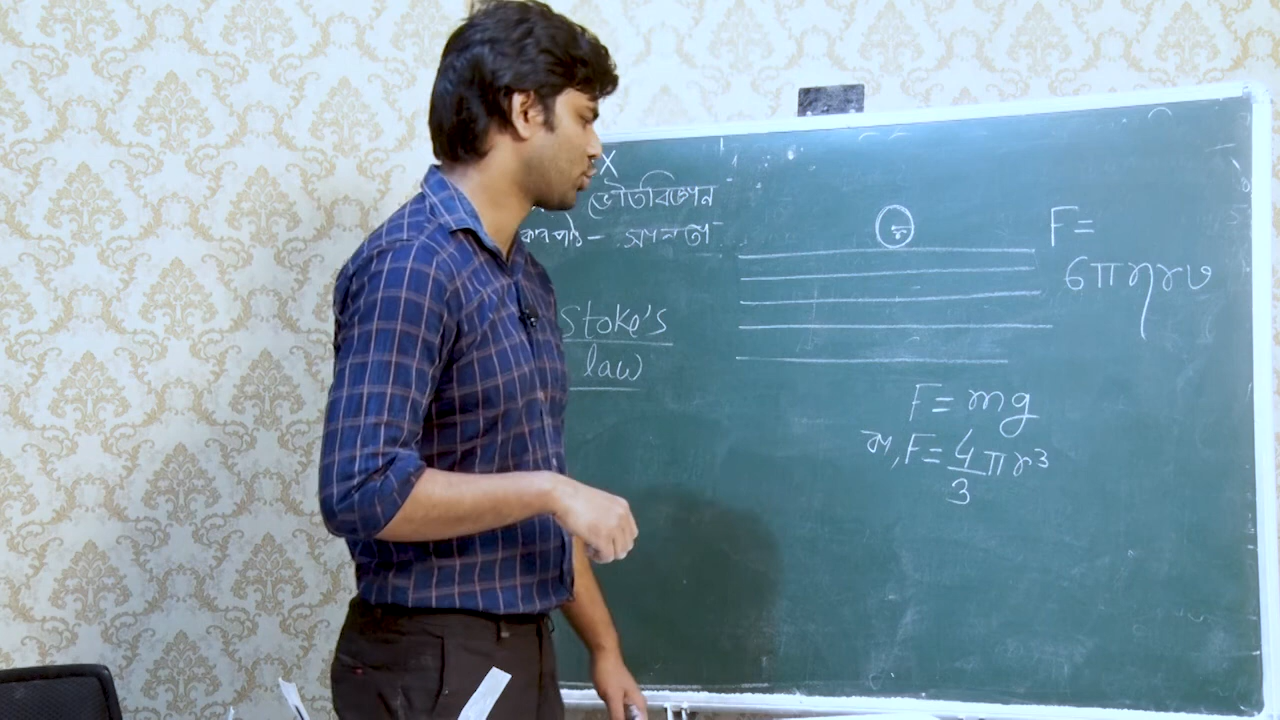 X
ভৌতবিজ্ঞান
সান্দ্রতা
Stoke's
law
F=
6πηrv
F = mg
বা, F = 4/3 πr³